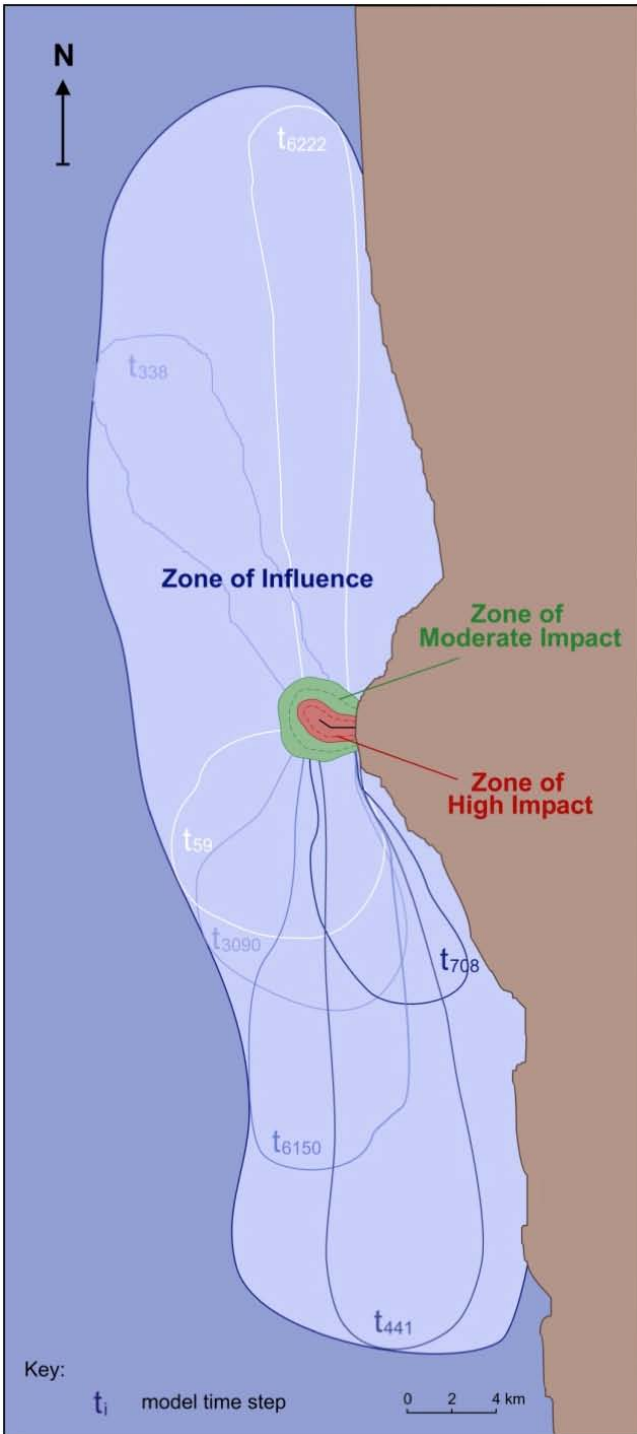 N
t6222
t338
Zone of Influence
Zone of
Moderate Impact
Zone of
High Impact
t59
t3090
t708
t6150
t441
Key:
ti model time step
0 2 4 km